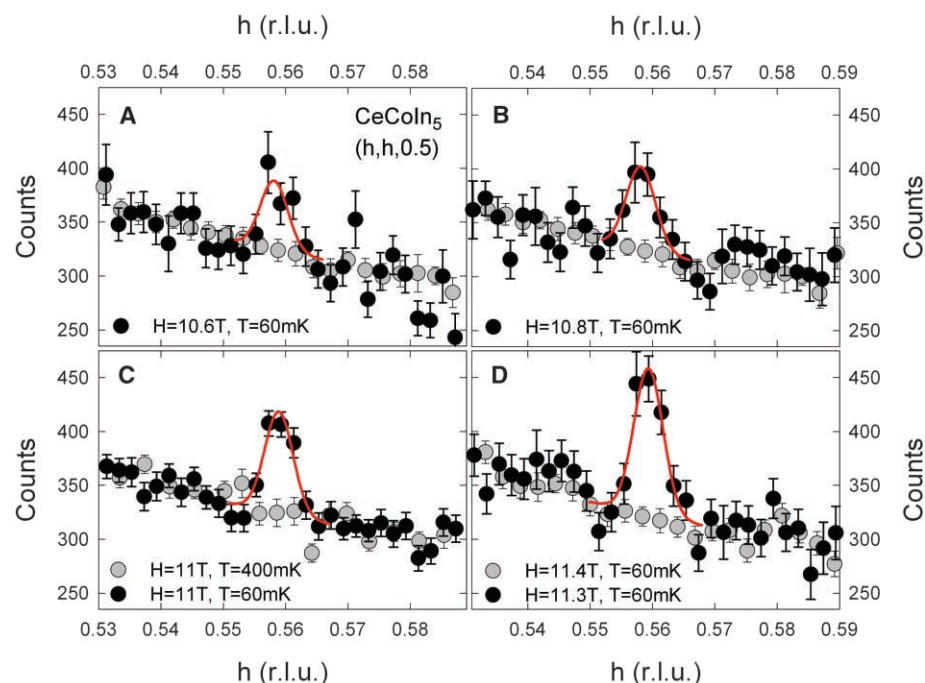 h (r.l.u.) h (r.l.u.)
0.53 0.54 0.55 0.56 0.57 0.58 0.54 0.55 0.56 0.57 0.58 0.59
A CeCoIn5 B
(h,h,0.5)
450 450
400 400
Counts Counts
350 350
300 300
250 250
H=10.6T, T=60mK H=10.8T, T=60mK
C D
450 450
400 400
Counts Counts
350 350
300 300
H=11T, T=400mK H=11.4T, T=60mK
250 250
H=11T, T=60mK H=11.3T, T=60mK
0.53 0.54 0.55 0.56 0.57 0.58 0.54 0.55 0.56 0.57 0.58 0.59
h (r.l.u.) h (r.l.u.)